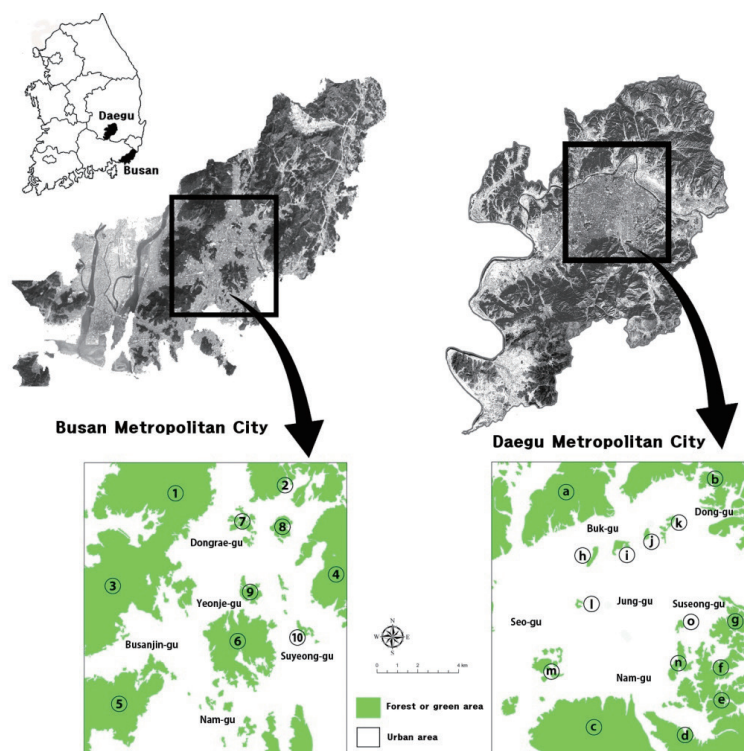 Daegu
Busan
Busan Metropolitan City
Daegu Metropolitan City
1
2
7
8
Dongrae-gu
3
4
9
Yeonje-gu
6
10
Busanjin-gu
Suyeong-gu
5
Nam-gu
a
b
Dong-gu
k
Buk-gu
j
h
i
l
Jung-gu
Suseong-gu
Seo-gu
o
g
n
f
m
Nam-gu
e
c
d
N
W
E
S
0 1 2 4 km
Forest or green area
Urban area